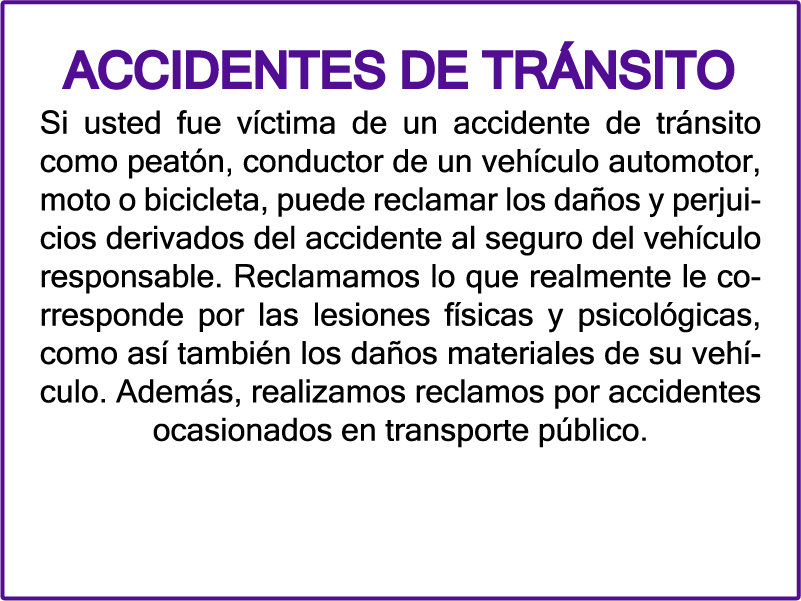 ACCIDENTES DE TRÁNSITO
Si usted fue víctima de un accidente de tránsito
como peatón, conductor de un vehículo automotor,
moto o bicicleta, puede reclamar los daños y perjui-
cios derivados del accidente al seguro del vehículo
responsable. Reclamamos lo que realmente le co-
rresponde por las lesiones físicas y psicológicas,
como así también los daños materiales de su vehí-
culo. Además, realizamos reclamos por accidentes
ocasionados en transporte público.